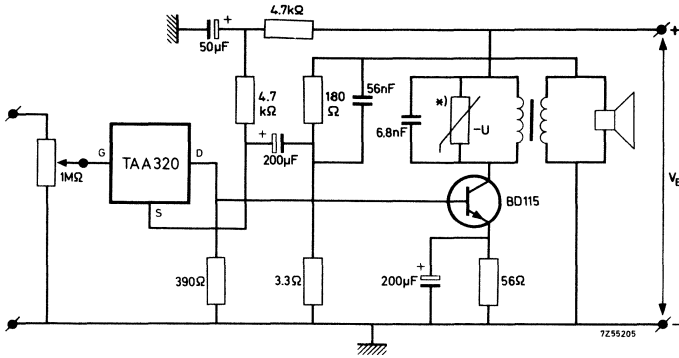 4.7kΩ
+
50µF
+
4.7
kΩ
180
Ω
56nF
*)
6.8nF
-U
+
200µF
V_B
G
TAA320
D
1MΩ
S
BD115
390Ω
3.3Ω
+
200µF
56Ω
7Z55205
-